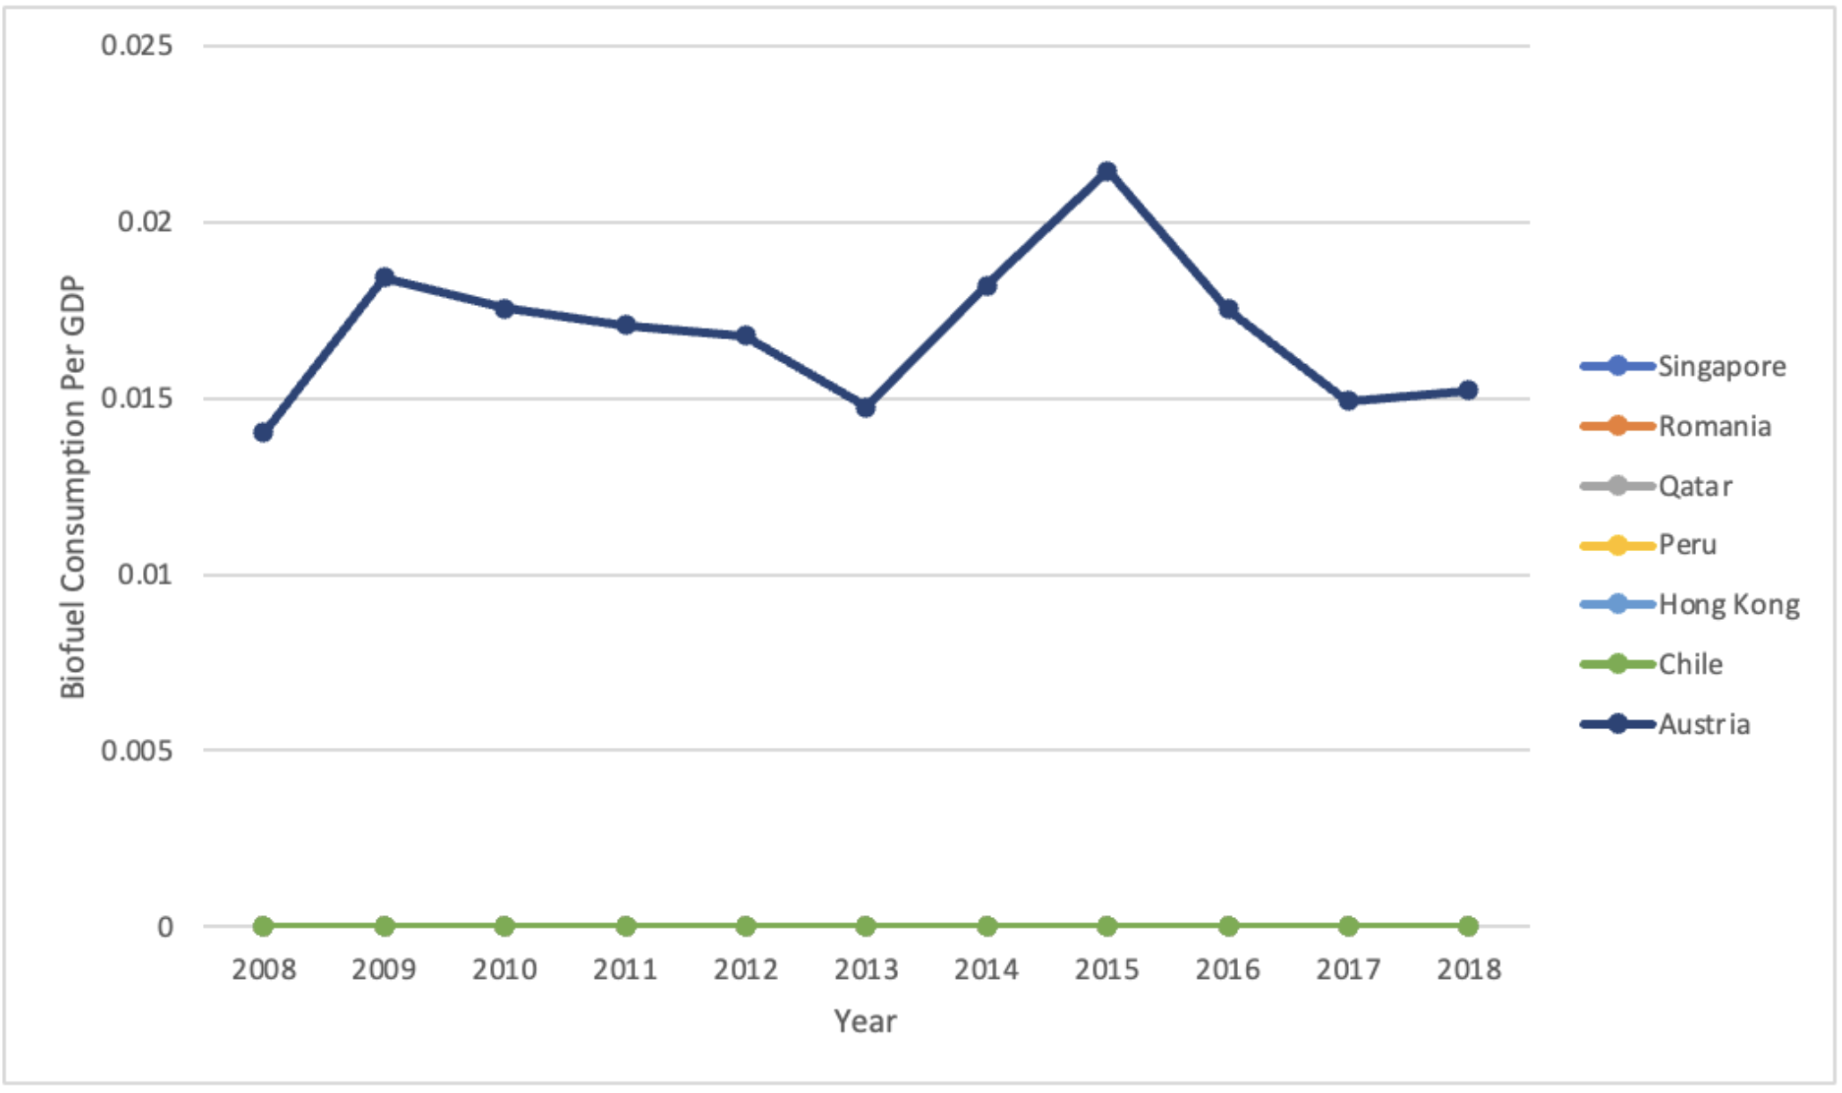 0.025
0.02
0.015
0.01
0.005
0
Biofuel Consumption Per GDP
2008 2009 2010 2011 2012 2013 2014 2015 2016 2017 2018
Year
Singapore
Romania
Qatar
Peru
Hong Kong
Chile
Austria